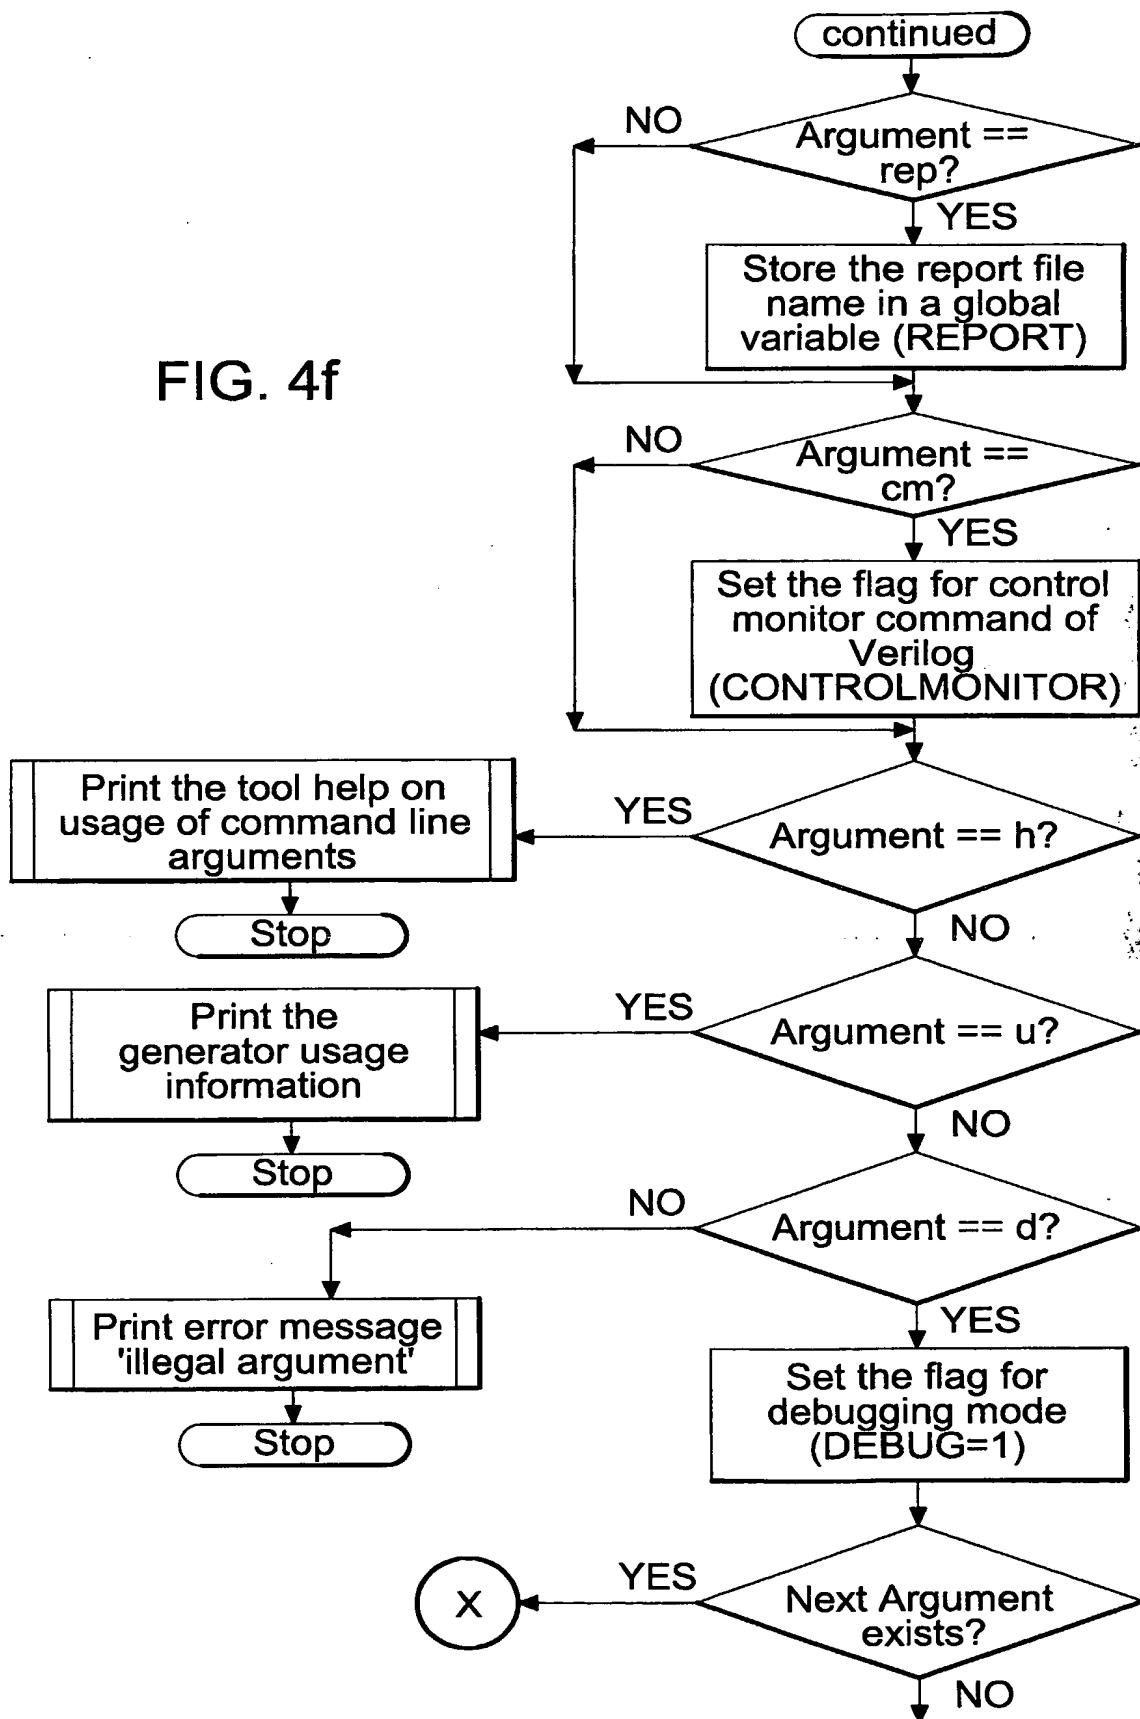 continued
NO
Argument ==
rep?
YES
Store the report file
name in a global
variable (REPORT)
FIG. 4f
NO
Argument ==
cm?
YES
Set the flag for control
monitor command of
Verilog
(CONTROLMONITOR)
Print the tool help on
usage of command line
arguments
YES
Argument == h?
Stop
NO
Print the
generator usage
information
YES
Argument == u?
NO
Stop
NO
Argument == d?
Print error message
'illegal argument'
YES
Stop
Set the flag for
debugging mode
(DEBUG=1)
X
YES
Next Argument
exists?
NO